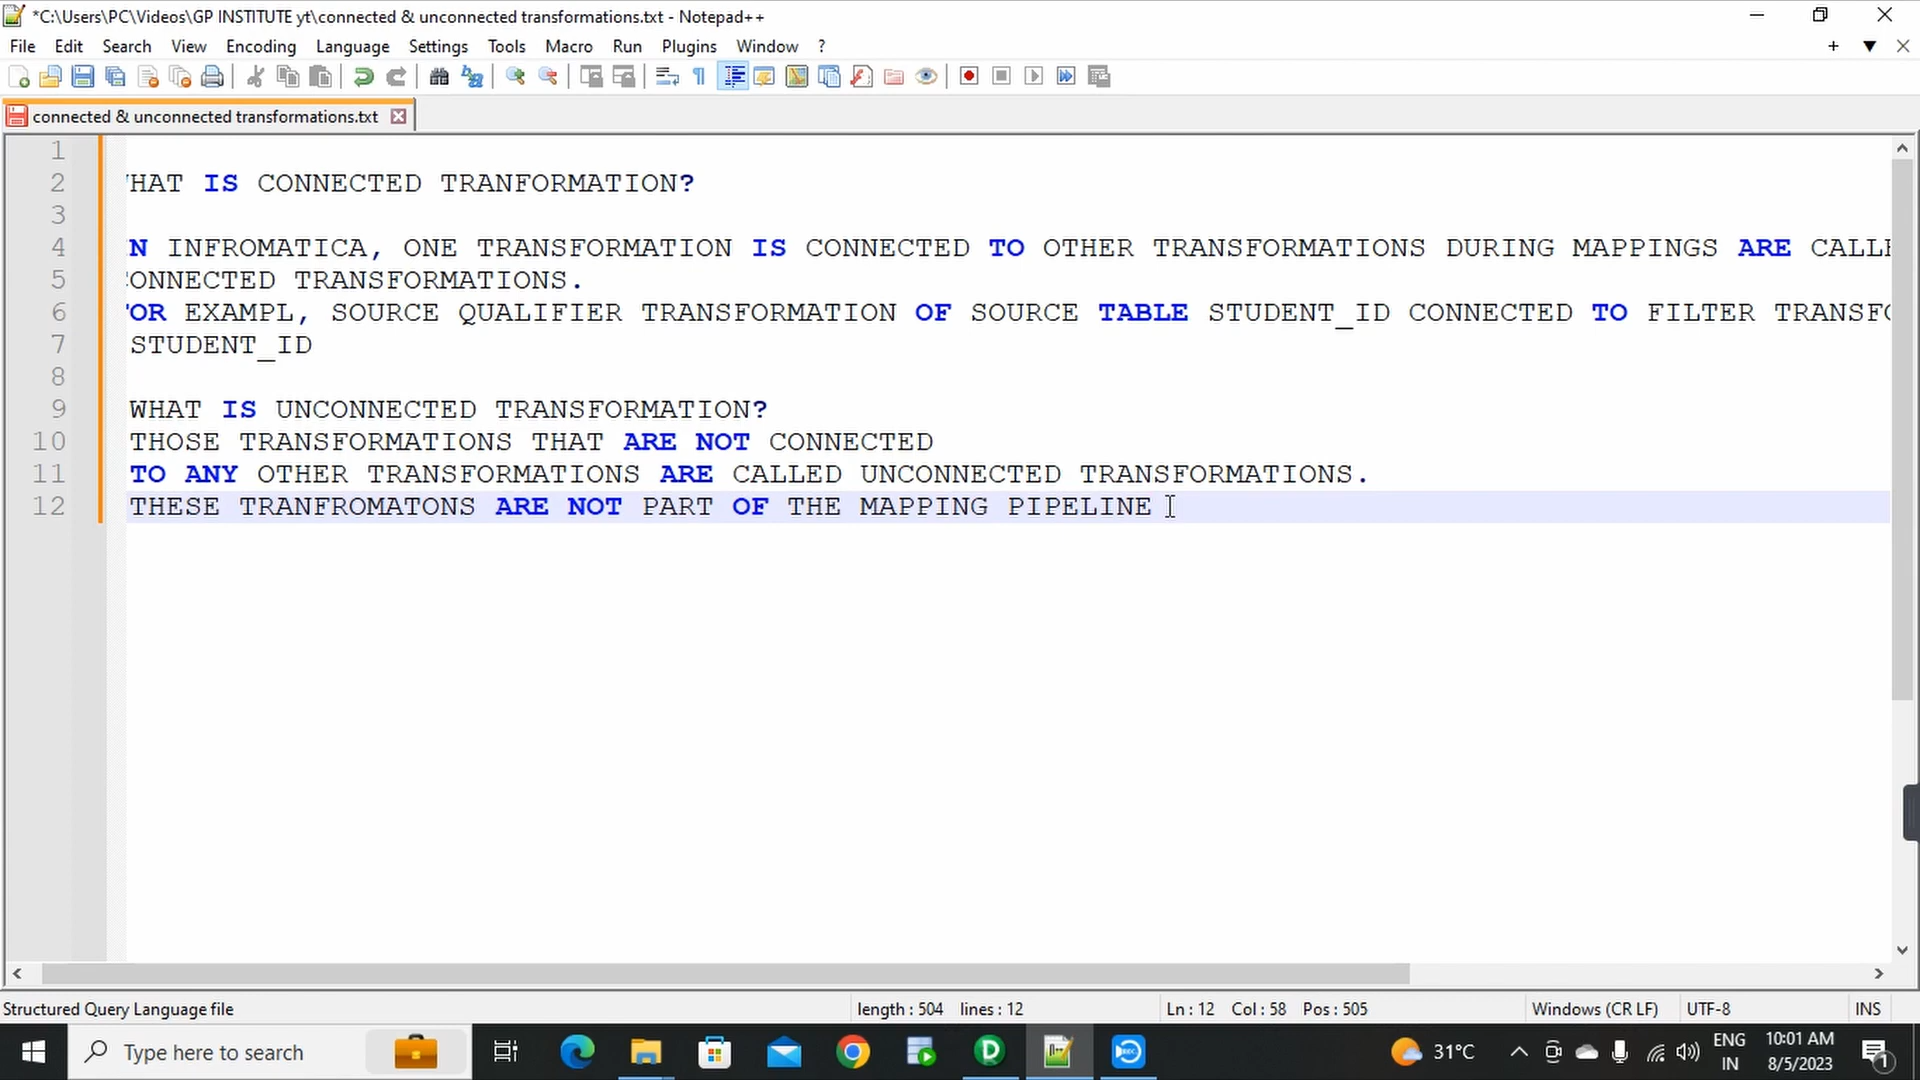 *C:\Users\PC\Videos\GP INSTITUTE yt\connected & unconnected transformations.txt - Notepad++
File Edit Search View Encoding Language Settings Tools Macro Run Plugins Window ?
connected & unconnected transformations.txt
1
2 HAT IS CONNECTED TRANFORMATION?
3
4 N INFROMATICA, ONE TRANSFORMATION IS CONNECTED TO OTHER TRANSFORMATIONS DURING MAPPINGS ARE CALLE
5 ONNECTED TRANSFORMATIONS.
6 OR EXAMPL, SOURCE QUALIFIER TRANSFORMATION OF SOURCE TABLE STUDENT_ID CONNECTED TO FILTER TRANSFO
7 STUDENT_ID
8
9 WHAT IS UNCONNECTED TRANSFORMATION?
10 THOSE TRANSFORMATIONS THAT ARE NOT CONNECTED
11 TO ANY OTHER TRANSFORMATIONS ARE CALLED UNCONNECTED TRANSFORMATIONS.
12 THESE TRANFROMATONS ARE NOT PART OF THE MAPPING PIPELINE
Structured Query Language file length : 504 lines : 12 Ln : 12 Col : 58 Pos : 505 Windows (CR LF) UTF-8 INS
Type here to search
REC
31°C
ENG
IN
10:01 AM
8/5/2023
1